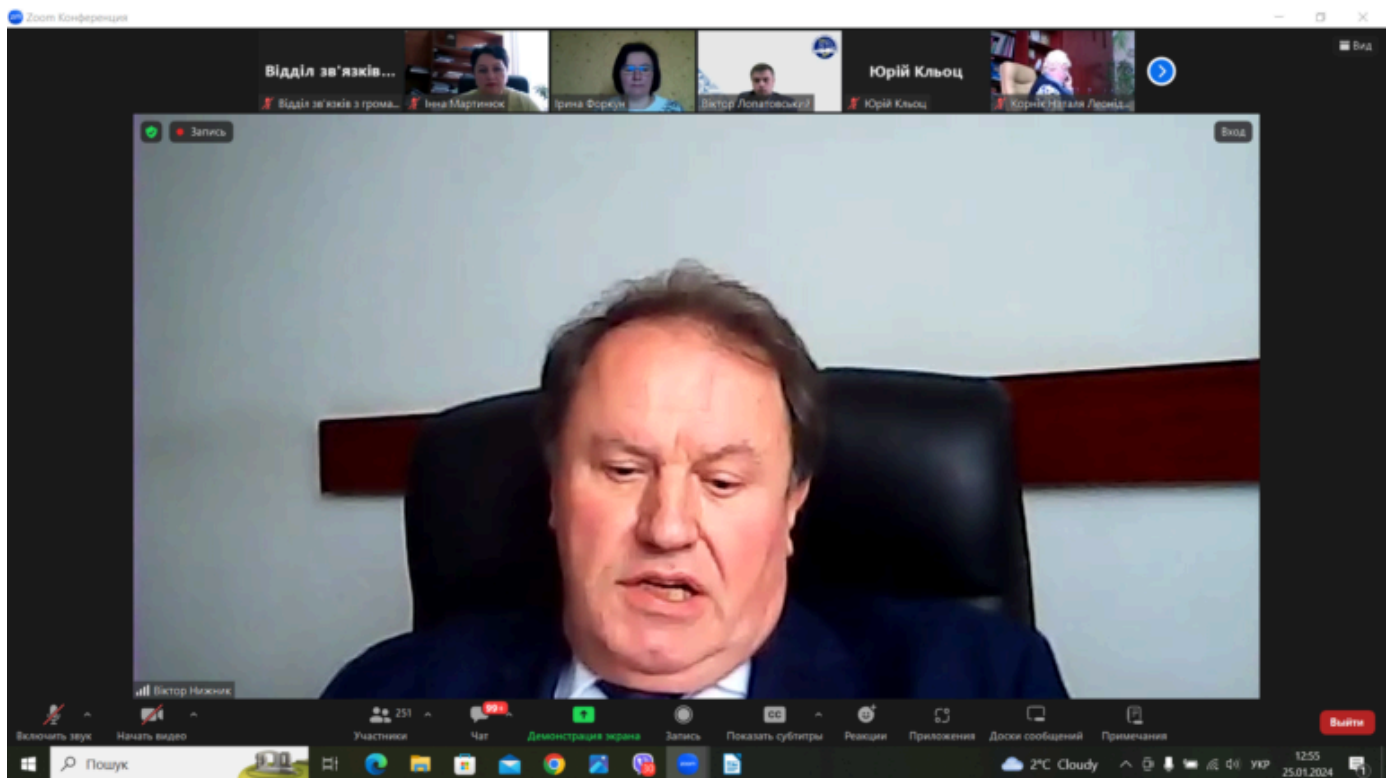 zoom Zoom Конференция
Вид
Відділ зв'язків...
Юрій Кльоц
Відділ зв'язків з грома...
Інна Мартинюк
Ірина Форкун
Віктор Лопатовський
Юрій Кльоц
Корнік Наталя Леонід...
Запись
Вход
Віктор Нижник
251
99+
CC
Включить звук
Начать видео
Участники
Чат
Демонстрация экрана
Запись
Показать субтитры
Реакции
Приложения
Доски сообщений
Примечания
Выйти
Пошук
zoom
2°C Cloudy
УКР
12:55
25.01.2024